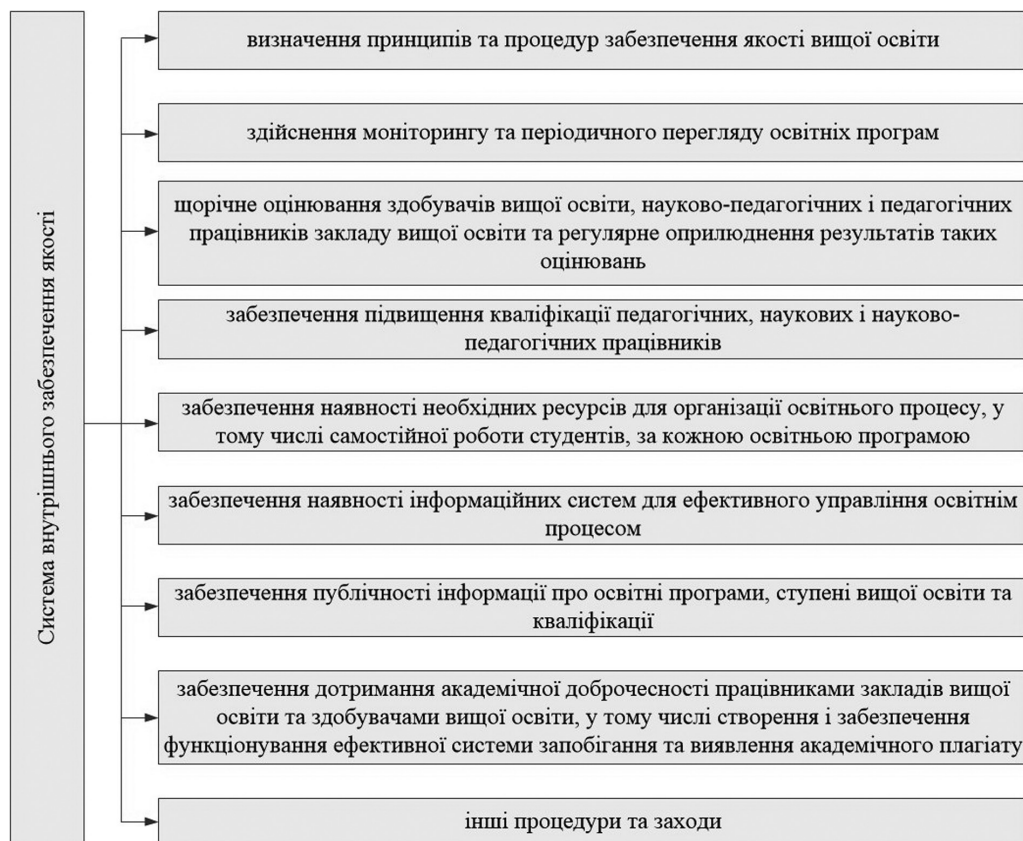 Система внутрішнього забезпечення якості
визначення принципів та процедур забезпечення якості вищої освіти
здійснення моніторингу та періодичного перегляду освітніх програм
щорічне оцінювання здобувачів вищої освіти, науково-педагогічних і педагогічних
працівників закладу вищої освіти та регулярне оприлюднення результатів таких
оцінювань
забезпечення підвищення кваліфікації педагогічних, наукових і науково-
педагогічних працівників
забезпечення наявності необхідних ресурсів для організації освітнього процесу, у
тому числі самостійної роботи студентів, за кожною освітньою програмою
забезпечення наявності інформаційних систем для ефективного управління освітнім
процесом
забезпечення публічності інформації про освітні програми, ступені вищої освіти та
кваліфікації
забезпечення дотримання академічної доброчесності працівниками закладів вищої
освіти та здобувачами вищої освіти, у тому числі створення і забезпечення
функціонування ефективної системи запобігання та виявлення академічного плагіату
інші процедури та заходи